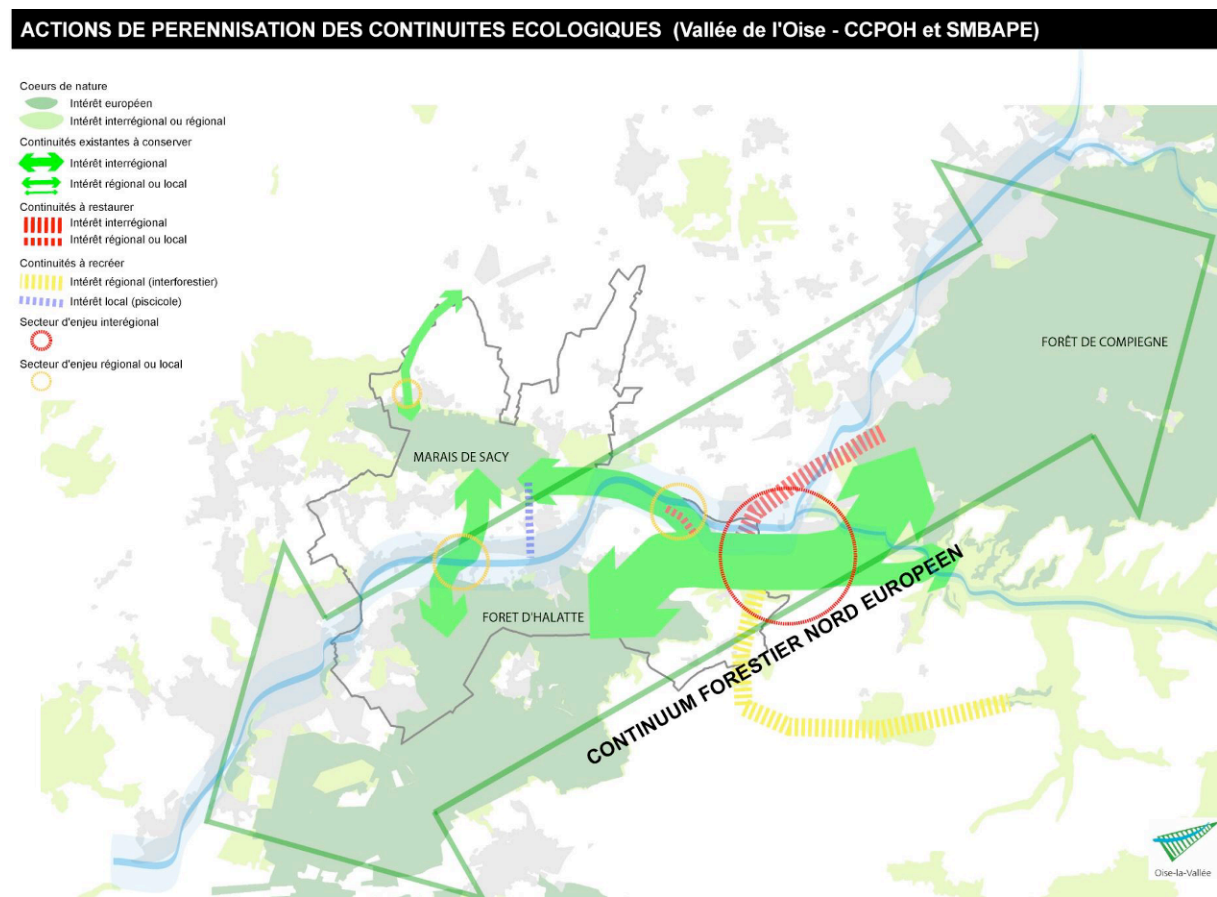 ACTIONS DE PERENNISATION DES CONTINUITES ECOLOGIQUES (Vallée de l'Oise - CCPOH et SMBAPE)
Coeurs de nature
Intérêt européen
Intérêt interrégional ou régional
Continuités existantes à conserver
Intérêt interrégional
Intérêt régional ou local
Continuités à restaurer
Intérêt interrégional
Intérêt régional ou local
Continuités à recréer
Intérêt régional (interforestier)
Intérêt local (piscicole)
Secteur d'enjeu interégional
Secteur d'enjeu régional ou local
FORÊT DE COMPIEGNE
MARAIS DE SACY
FORET D'HALATTE
CONTINUUM FORESTIER NORD EUROPEEN
Oise-la-Vallée